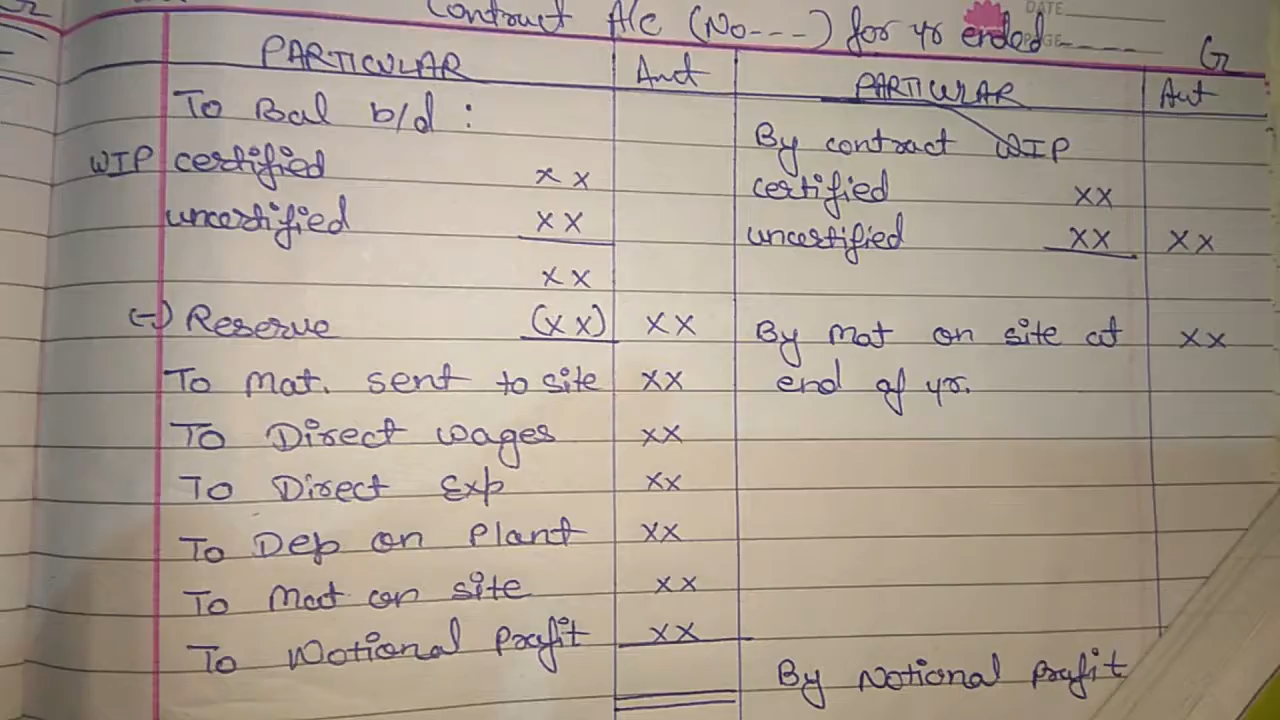 Contract A/c (No---) for yr ended-----
DATE
PARTICULAR Amt PARTICULAR Amt
To Bal b/d :
By contract WIP
WIP certified xx certified xx
uncertified xx uncertified xx xx
xx
(-) Reserve (xx) xx By mat on site at xx
To mat. sent to site xx end of yr.
To Direct wages xx
To Direct Exp xx
To Dep on Plant xx
To mat on site xx
To Notional Profit xx
By Notional Profit